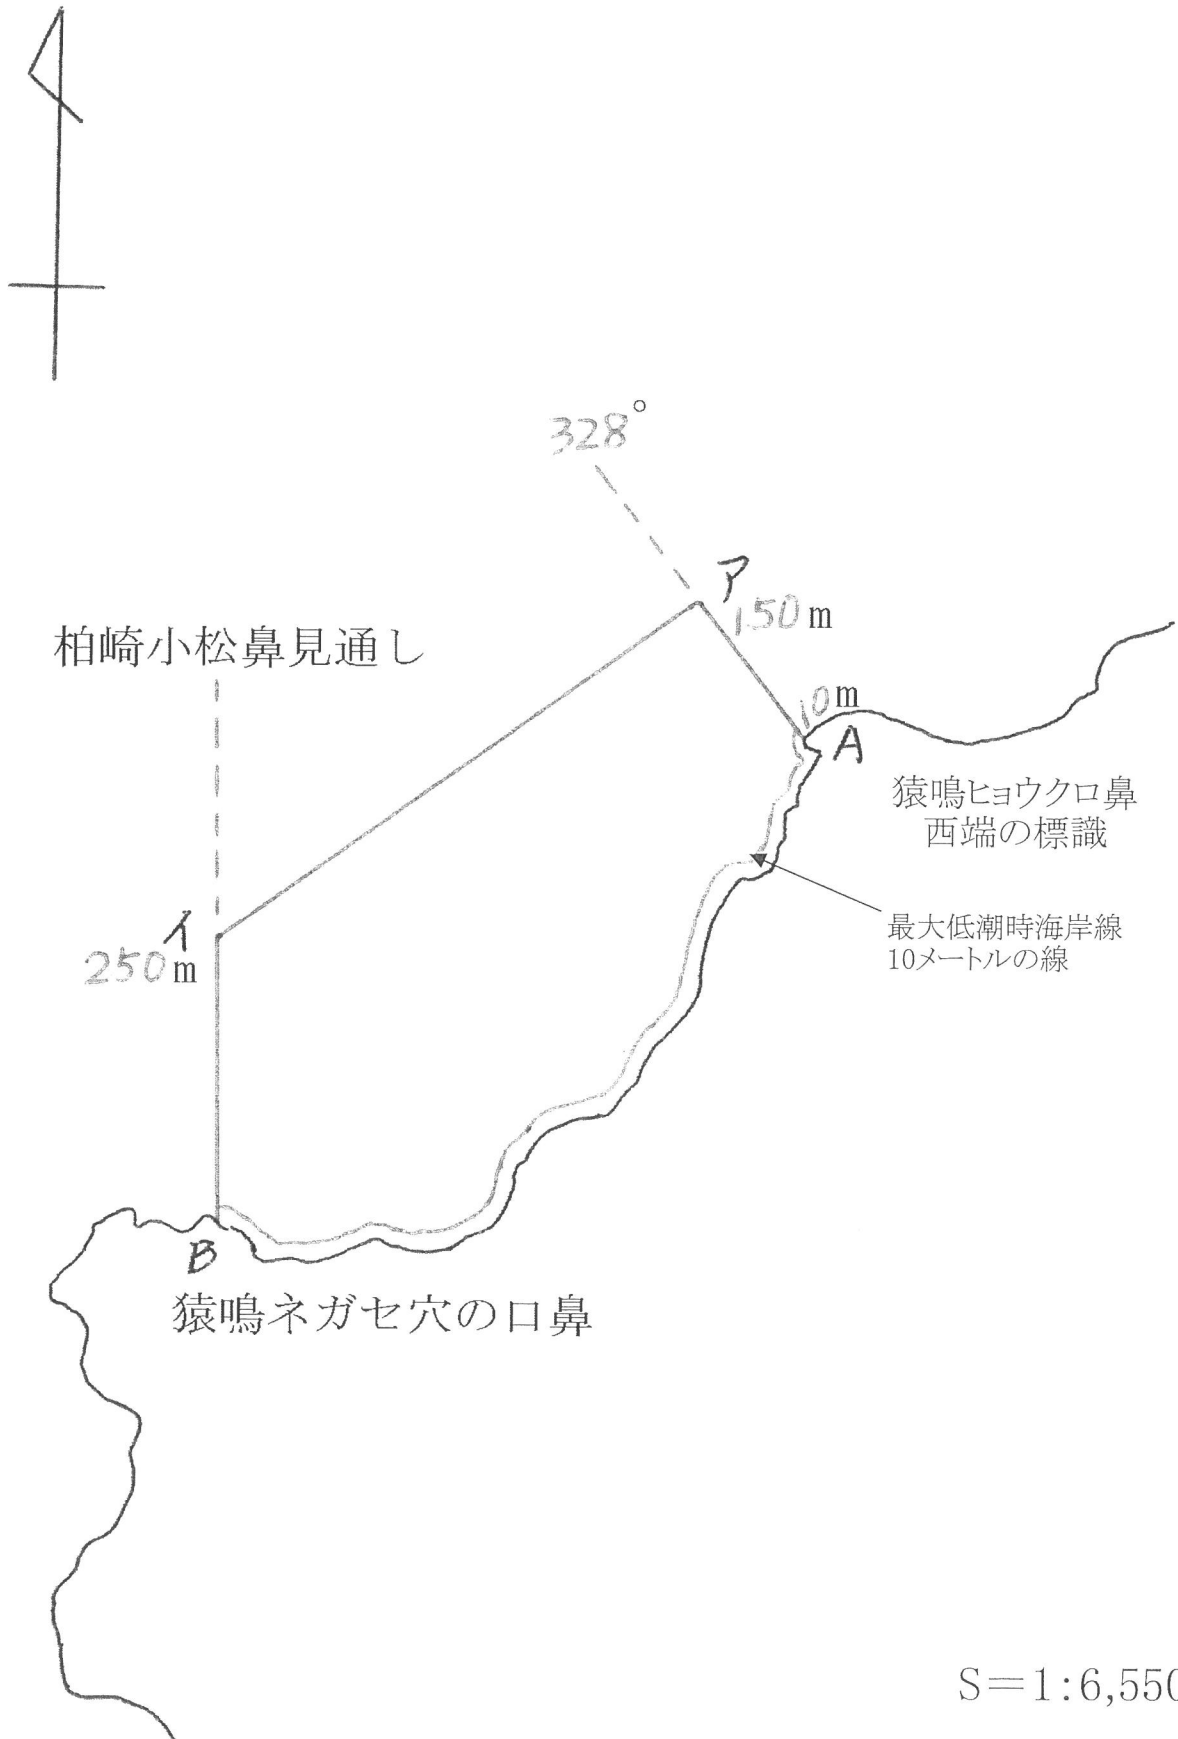 328°
ア
150m
柏崎小松鼻見通し
10m
A
猿鳴ヒョウクロ鼻
西端の標識
イ
250m
最大低潮時海岸線
10メートルの線
B
猿鳴ネガセ穴の口鼻
S＝1:6,550